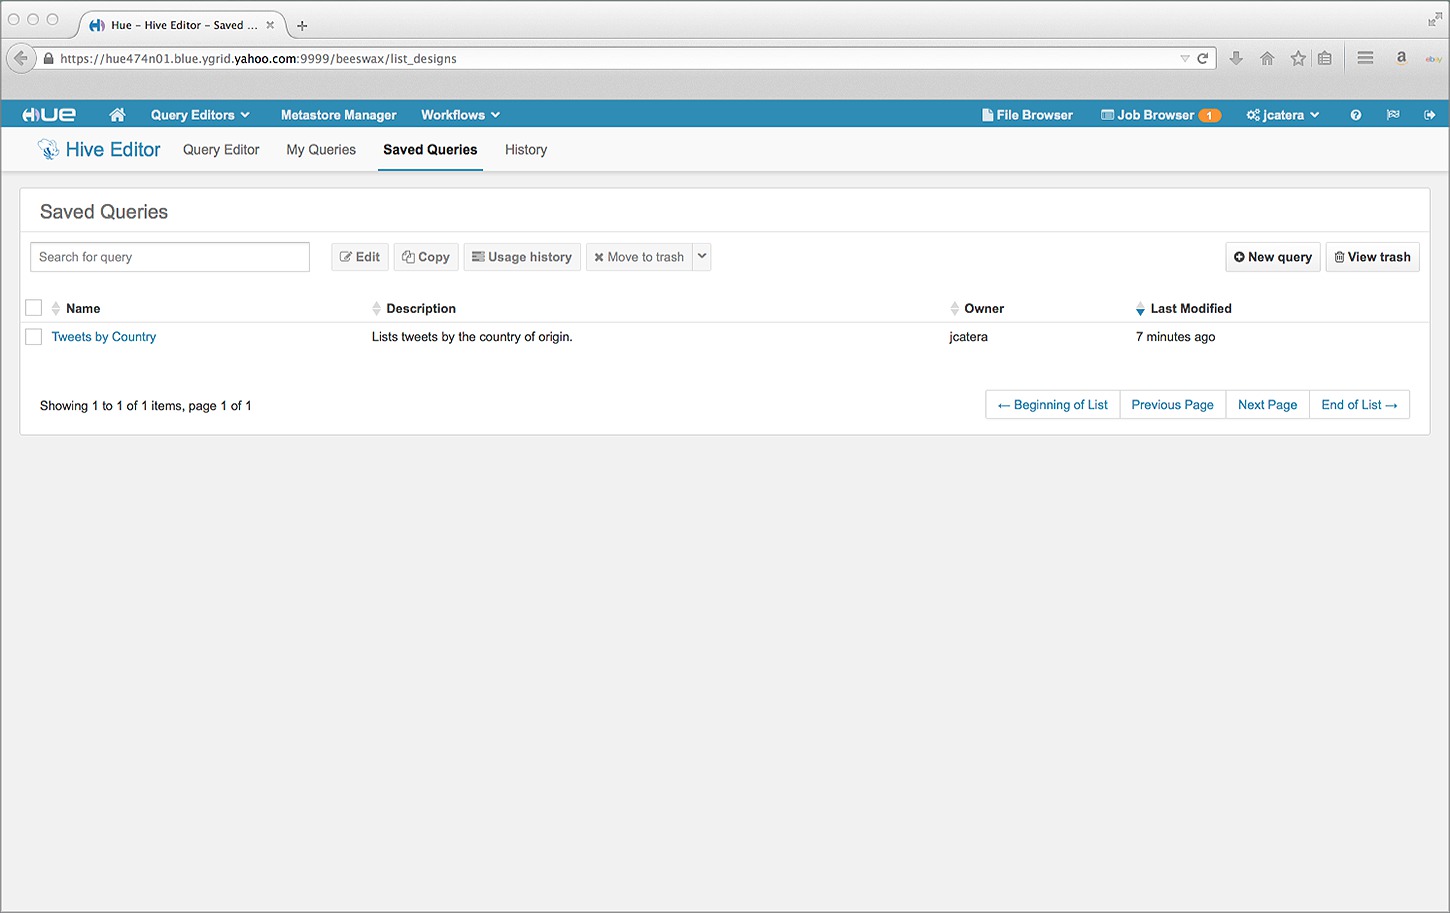 Hue – Hive Editor – Saved ...
https://hue474n01.blue.ygrid.yahoo.com:9999/beeswax/list_designs
a
ebay
HUE Query Editors Metastore Manager Workflows File Browser Job Browser 1 jcatera
Hive Editor Query Editor My Queries Saved Queries History
Saved Queries
Search for query Edit Copy Usage history Move to trash New query View trash
Name Description Owner Last Modified
Tweets by Country Lists tweets by the country of origin. jcatera 7 minutes ago
Showing 1 to 1 of 1 items, page 1 of 1 ← Beginning of List Previous Page Next Page End of List →